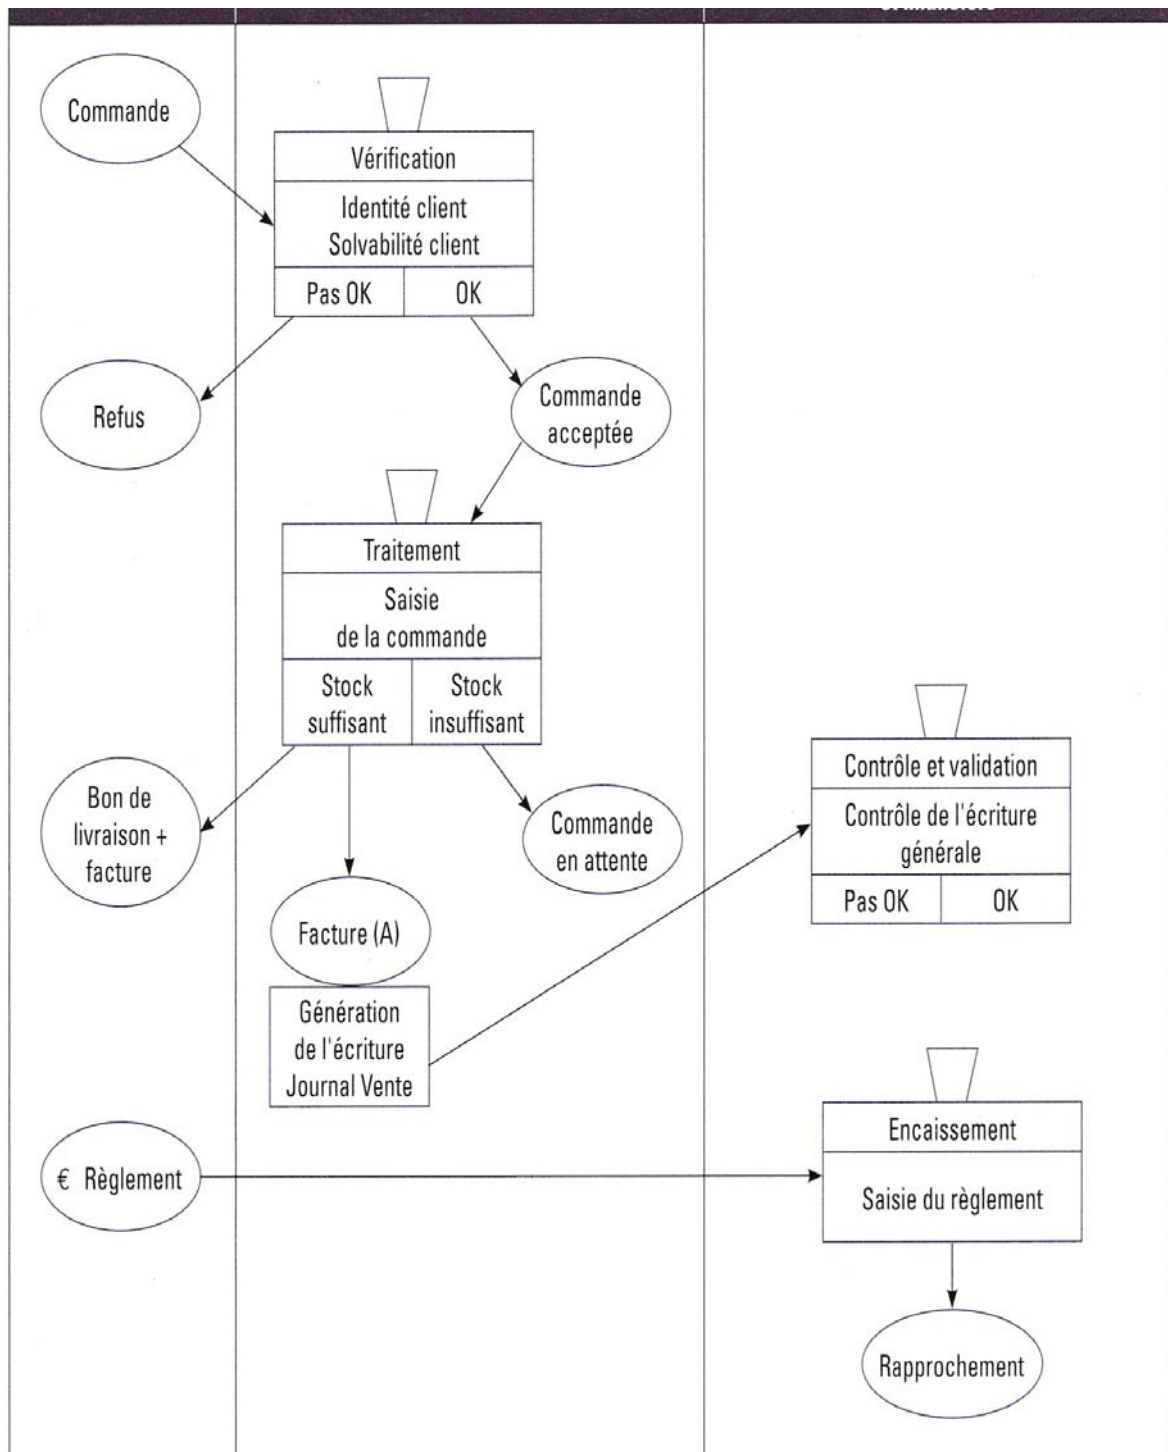 Commande
Vérification
Identité client
Solvabilité client
Pas OK
OK
Refus
Commande
acceptée
Traitement
Saisie
de la commande
Stock
suffisant
Stock
insuffisant
Bon de
livraison +
facture
Commande
en attente
Contrôle et validation
Contrôle de l'écriture
générale
Pas OK
OK
Facture (A)
Génération
de l'écriture
Journal Vente
€ Règlement
Encaissement
Saisie du règlement
Rapprochement